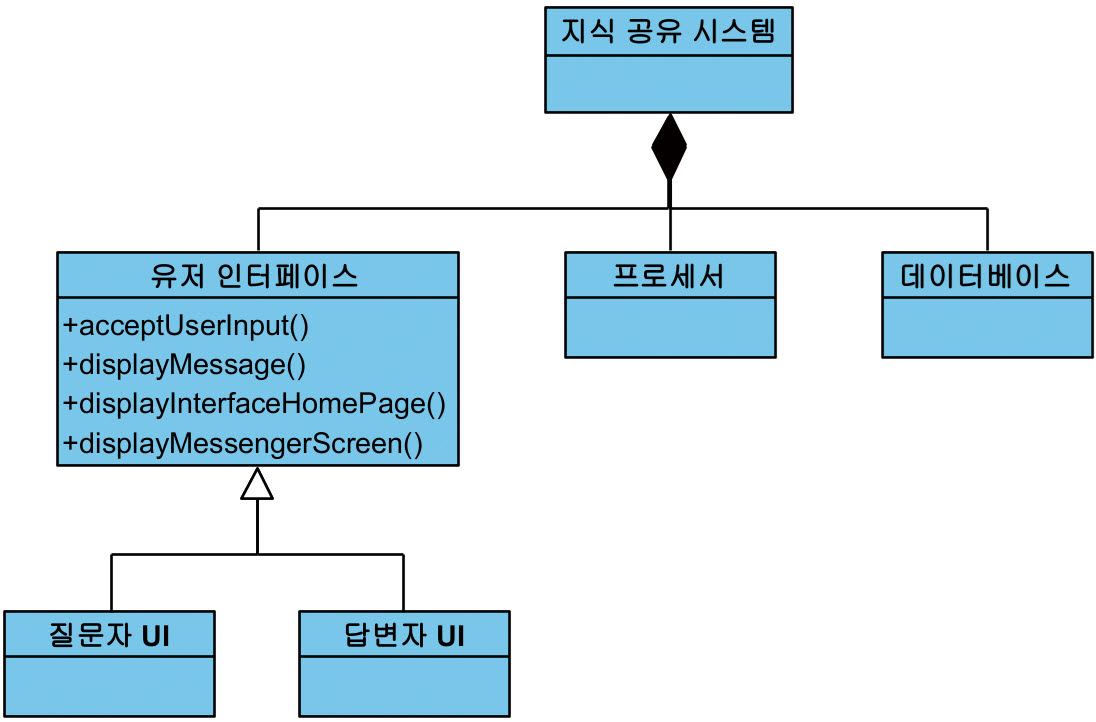 지식 공유 시스템
유저 인터페이스
+acceptUserInput()
+displayMessage()
+displayInterfaceHomePage()
+displayMessengerScreen()
프로세서
데이터베이스
질문자 UI
답변자 UI